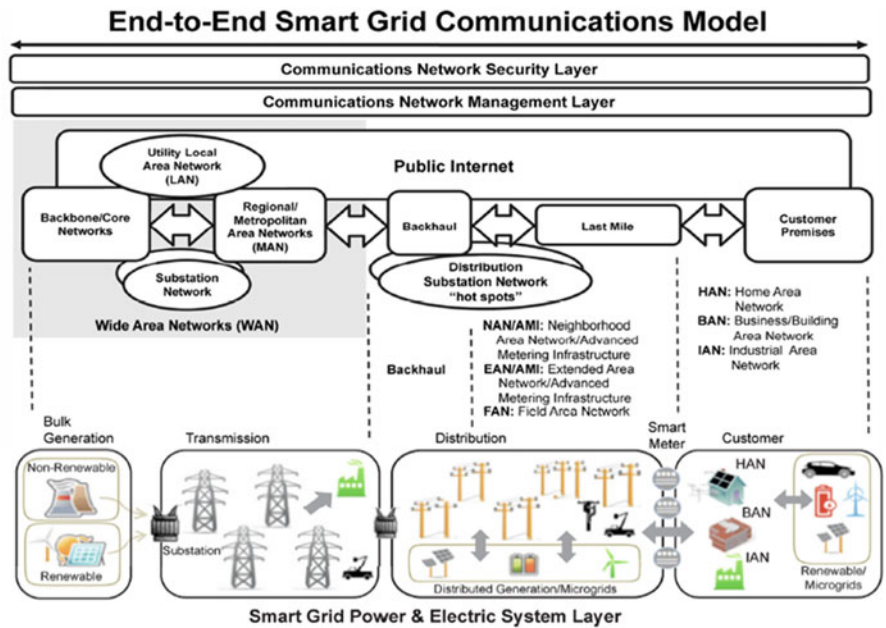 End-to-End Smart Grid Communications Model
Communications Network Security Layer
Communications Network Management Layer
Utility Local
Area Network
(LAN)
Public Internet
Backbone/Core
Networks
Regional/
Metropolitan
Area Networks
(MAN)
Backhaul
Last Mile
Customer
Premises
Substation
Network
Distribution
Substation Network
“hot spots”
Wide Area Networks (WAN)
Backhaul
NAN/AMI: Neighborhood
Area Network/Advanced
Metering Infrastructure
EAN/AMI: Extended Area
Network/Advanced
Metering Infrastructure
FAN: Field Area Network
HAN: Home Area
Network
BAN: Business/Building
Area Network
IAN: Industrial Area
Network
Bulk
Generation
Non-Renewable
Renewable
Transmission
Substation
Distribution
Distributed Generation/Microgrids
Smart
Meter
Customer
HAN
BAN
IAN
Renewable/
Microgrids
Smart Grid Power & Electric System Layer